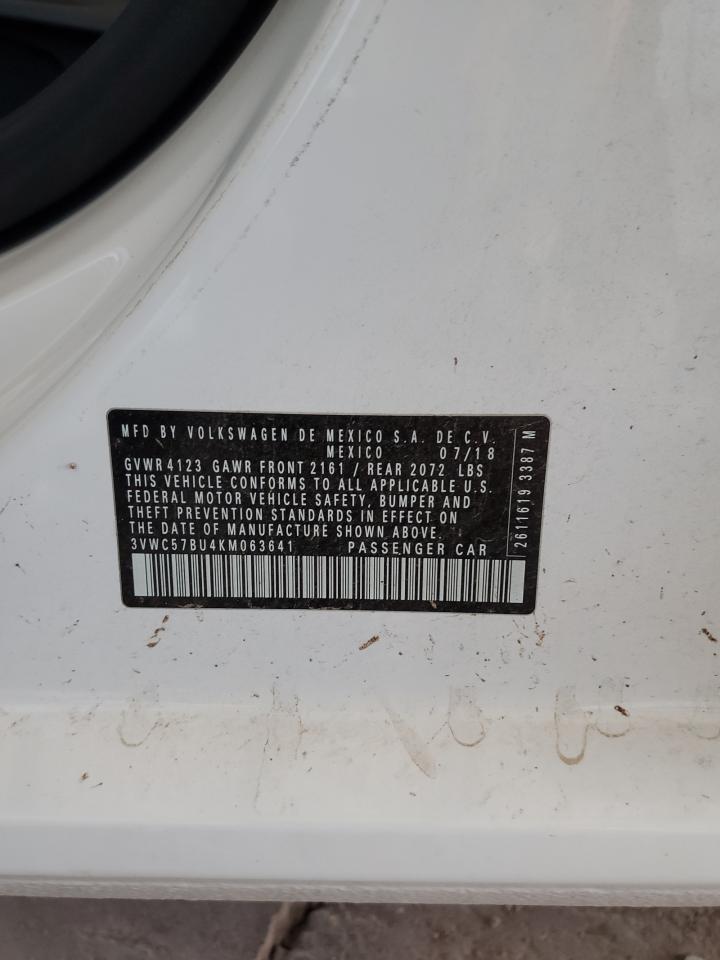 MFD BY VOLKSWAGEN DE MEXICO S.A. DE C.V.
MEXICO 07/18
GVWR 4123 GAWR FRONT 2161 / REAR 2072 LBS
THIS VEHICLE CONFORMS TO ALL APPLICABLE U.S.
FEDERAL MOTOR VEHICLE SAFETY, BUMPER AND
THEFT PREVENTION STANDARDS IN EFFECT ON
THE DATE OF MANUFACTURE SHOWN ABOVE.
3VWC57BU4KM063641 PASSENGER CAR
2611619 3387 M